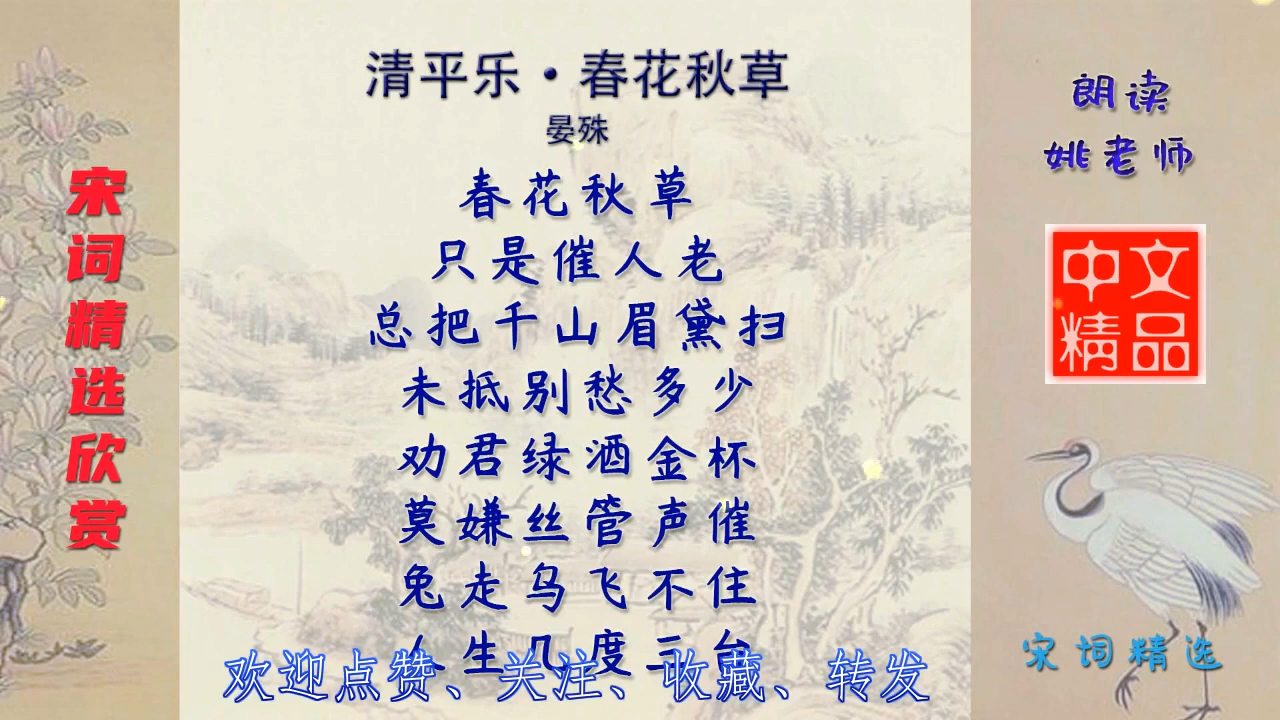 清平乐·春花秋草
晏殊
春花秋草
只是催人老
总把千山眉黛扫
未抵别愁多少
劝君绿酒金杯
莫嫌丝管声催
兔走乌飞不住
人生几度三台
欢迎点赞、关注、收藏、转发
宋词精选欣赏
朗读
姚老师
中文
精品
宋词精选